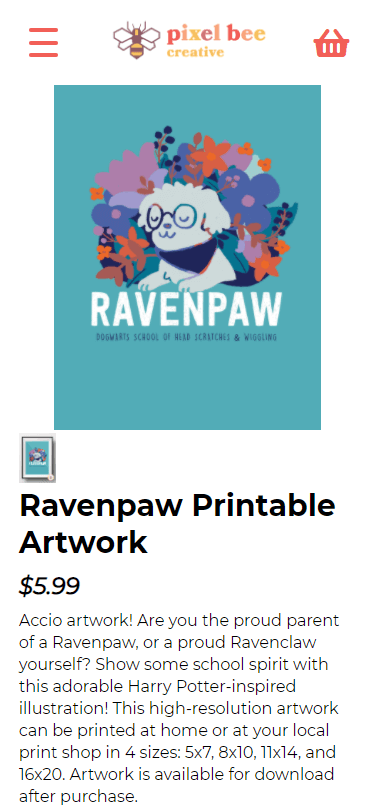 pixel bee
creative
RAVENPAW
DOGWARTS SCHOOL OF HEAD SCRATCHES & WIGGLING
Ravenpaw Printable
Artwork
$5.99
Accio artwork! Are you the proud parent
of a Ravenpaw, or a proud Ravenclaw
yourself? Show some school spirit with
this adorable Harry Potter-inspired
illustration! This high-resolution artwork
can be printed at home or at your local
print shop in 4 sizes: 5x7, 8x10, 11x14, and
16x20. Artwork is available for download
after purchase.